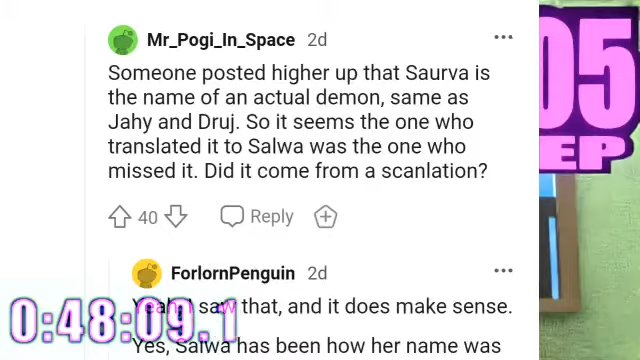 Mr_Pogi_In_Space 2d
Someone posted higher up that Saurva is
the name of an actual demon, same as
Jahy and Druj. So it seems the one who
translated it to Salwa was the one who
missed it. Did it come from a scanlation?
40 Reply
ForlornPenguin 2d
Yeah, I saw that, and it does make sense.
Yes, Salwa has been how her name was
0:48:09.1
05
EP